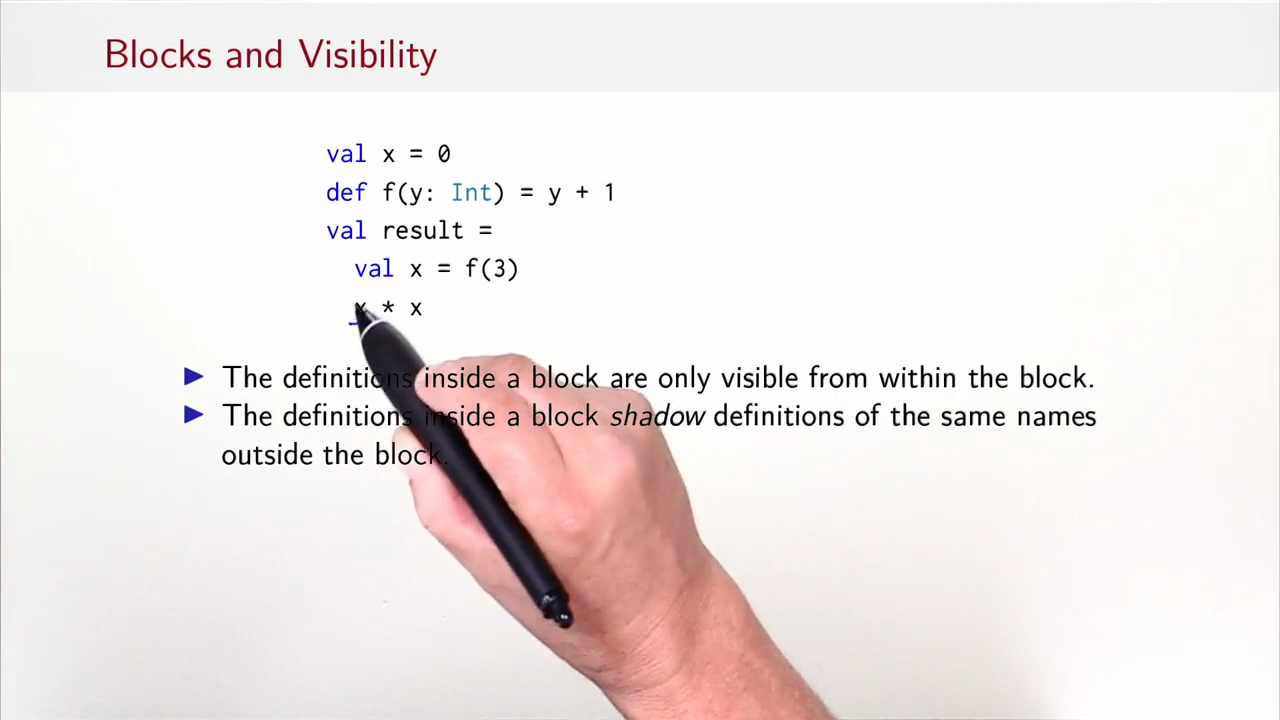 Blocks and Visibility
val x = 0
def f(y: Int) = y + 1
val result =
val x = f(3)
x * x
▶ The definitions inside a block are only visible from within the block.
▶ The definitions inside a block shadow definitions of the same names
outside the block.